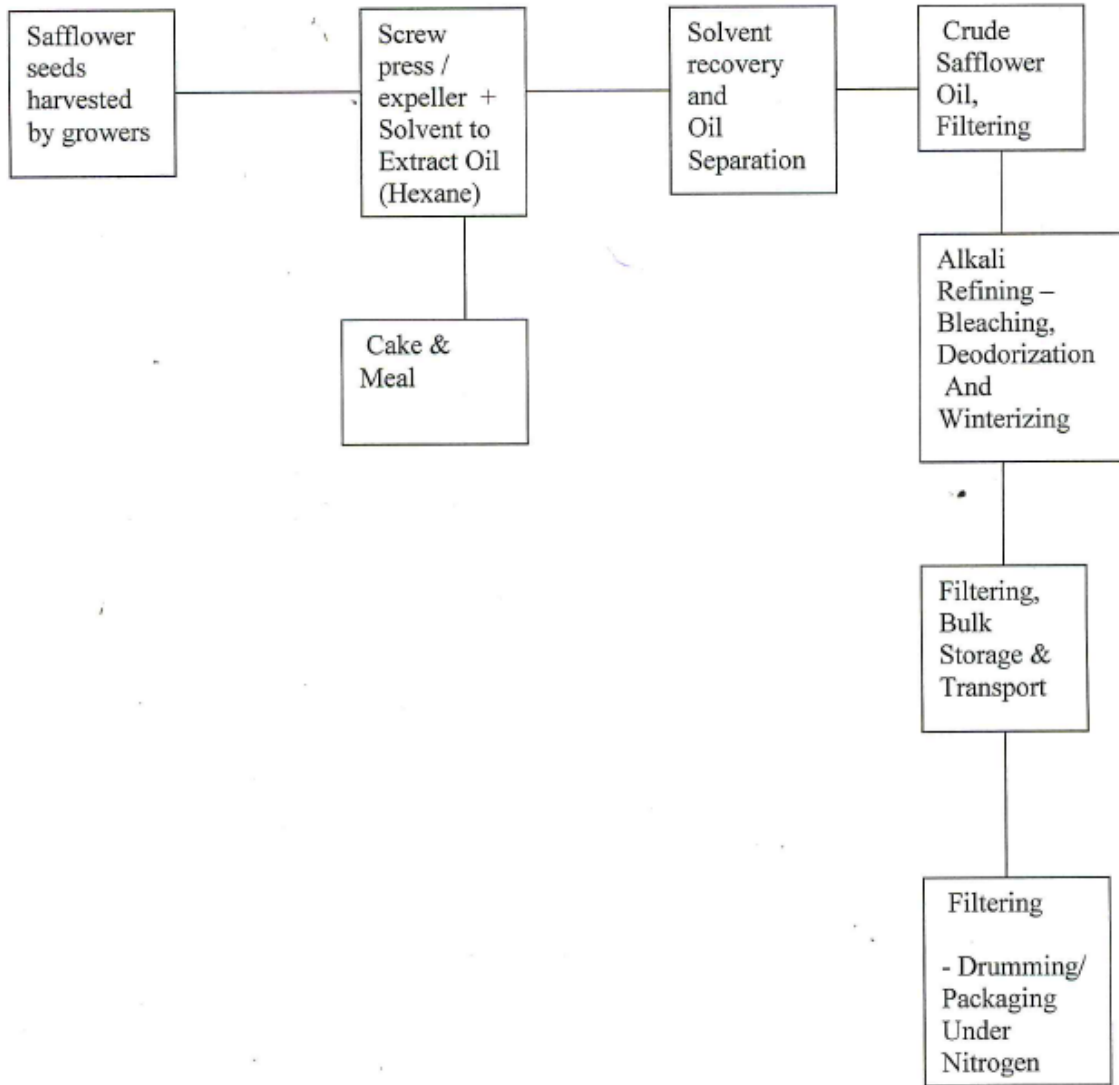 Safflower
seeds
harvested
by growers
Screw
press /
expeller +
Solvent to
Extract Oil
(Hexane)
Solvent
recovery
and
Oil
Separation
Crude
Safflower
Oil,
Filtering
Cake &
Meal
Alkali
Refining –
Bleaching,
Deodorization
And
Winterizing
Filtering,
Bulk
Storage &
Transport
Filtering
- Drumming/
Packaging
Under
Nitrogen